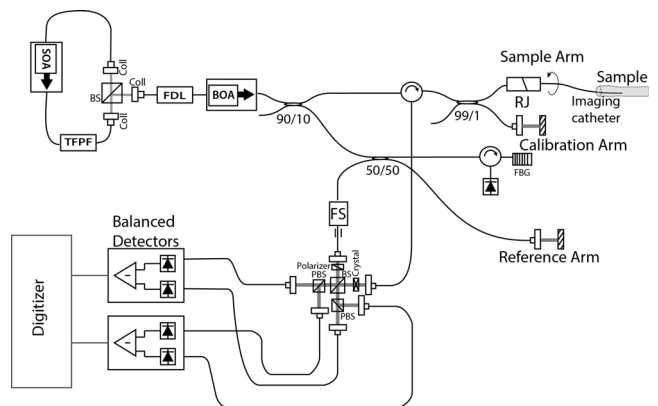 SOA
Coll
Coll
BS
Coll
TFPF
FDL
BOA
90/10
50/50
99/1
Sample Arm
RJ
Sample
Imaging
catheter
Calibration Arm
FBG
Reference Arm
FS
Balanced
Detectors
Digitizer
Polarizer
PBS
BS
Crystal
PBS
-
-